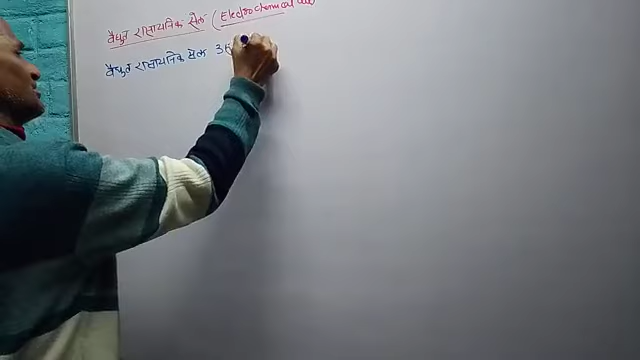 वैधुत रासायनिक सेल (Electrochemical
वैधुत रासायनिक सेल